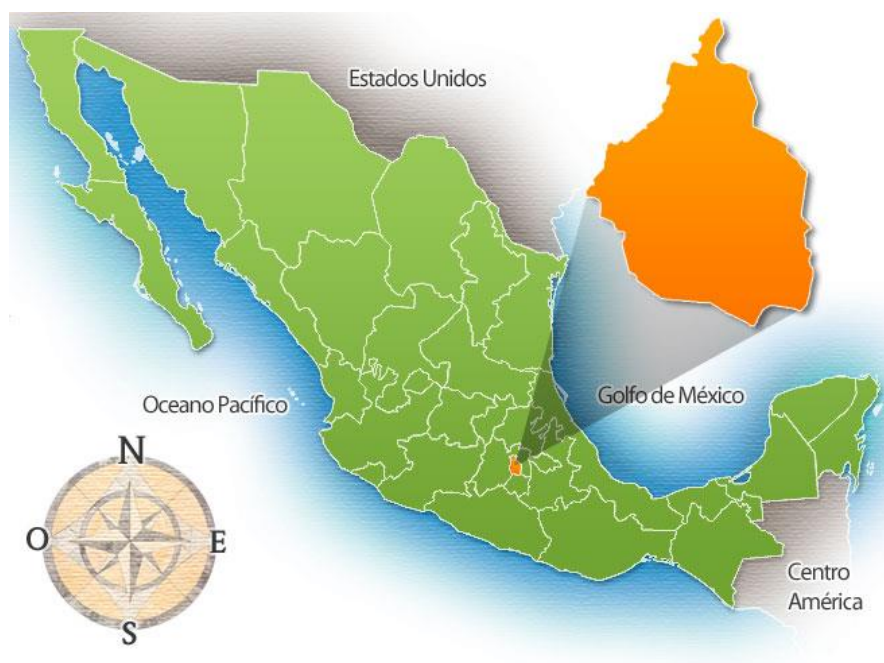 Estados Unidos
Golfo de México
Oceano Pacífico
N
O
E
S
Centro
América